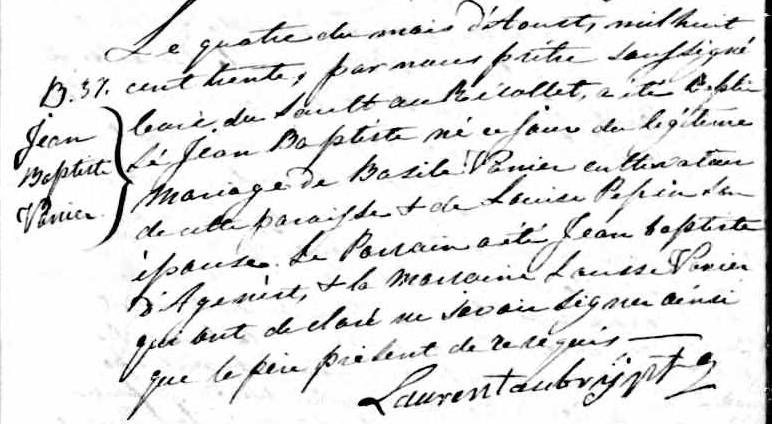 Le quatre du mois d'Aoust, mil huit
B. 37. cent trente, par nous prêtre soussigné
Jean
Baptiste
Vanier
Curé du Sault au Récollet, a été bapti-
sé Jean Baptiste né ce jour du légitime
Mariage de Basile Vanier cultivateur
de cette paroisse & de Louise Pepin son
épouse. Le Parrain a été Jean baptiste
d'Agenest, & la Marraine Louise Vanier
qui ont déclaré ne savoir signer ainsi
que le père présent de ce requis
Laurent aubry ptre